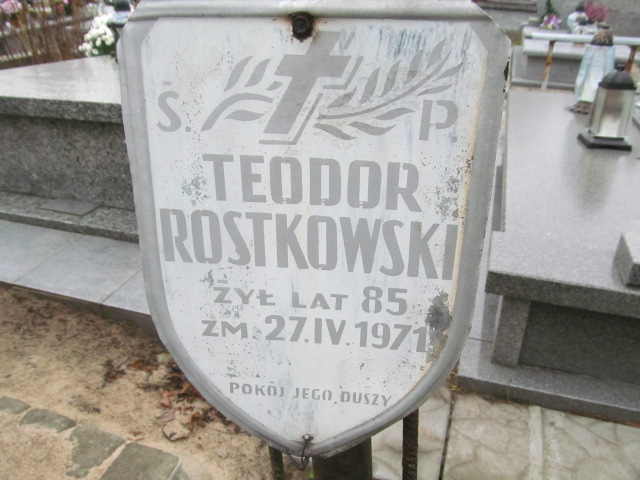 Ś. P.
TEODOR
ROSTKOWSKI
ŻYŁ LAT 85
ZM. 27.IV.1971
POKÓJ JEGO DUSZY